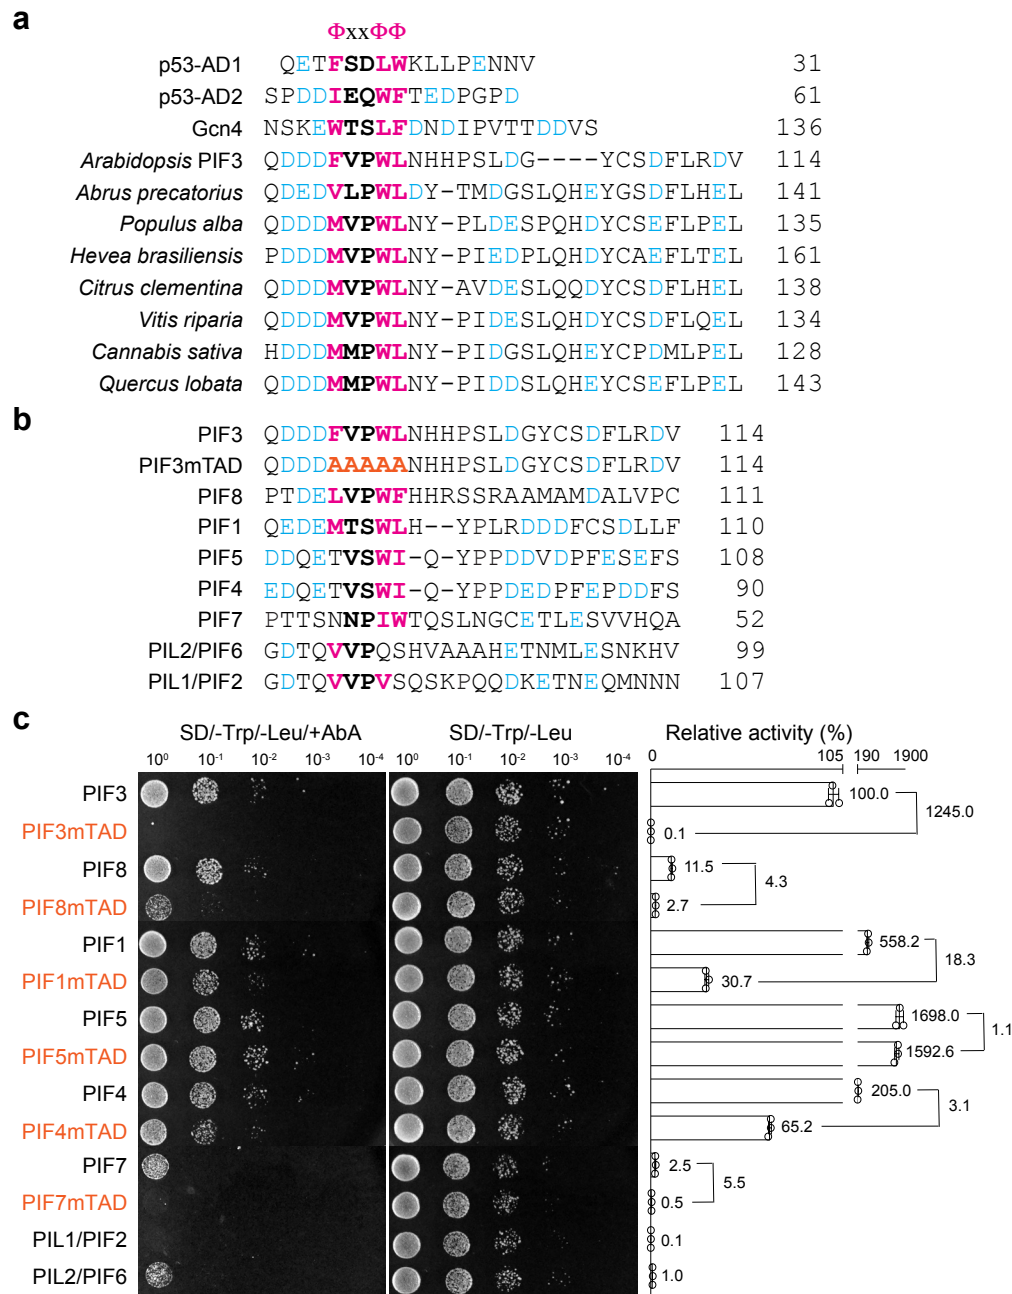 a
ΦxxΦΦ
p53-AD1 QETFSDLWKLLPENNV 31
p53-AD2 SPDDIEQWFTEDPGPD 61
Gcn4 NSKEWTSLFDNDIPVTTDDVS 136
Arabidopsis PIF3 QDDDFVPWLNHHPSLDG----YCSDFLRDV 114
Abrus precatorius QDEDVLPWLDY-TMDGSLQHEYGSDFLHEL 141
Populus alba QDDDMVPWLNY-PLDESPQHDYCSEFLPEL 135
Hevea brasiliensis PDDDMVPWLNY-PIEDPLQHDYCAEFLTEL 161
Citrus clementina QDDDMVPWLNY-AVDESLQQDYCSDFLHEL 138
Vitis riparia QDDDMVPWLNY-PIDESLQHDYCSDFLQEL 134
Cannabis sativa HDDDMMPWLNY-PIDGSLQHEYCPDMLPEL 128
Quercus lobata QDDDMMPWLNY-PIDDSLQHEYCSEFLPEL 143
b
PIF3 QDDDFVPWLNHHPSLDGYCSDFLRDV 114
PIF3mTAD QDDDAAAAANHHPSLDGYCSDFLRDV 114
PIF8 PTDELVPWFHHRSSRAAMAMDALVPC 111
PIF1 QEDEMTSWLH--YPLRDDDFCSDLLF 110
PIF5 DDQETVSWI-Q-YPPDDVDPFESEFS 108
PIF4 EDQETVSWI-Q-YPPDEDPFEPDDFS 90
PIF7 PTTSNNPIWTQSLNGCETLESVVHQA 52
PIL2/PIF6 GDTQVVPQSHVAAAHETNMLESNKHV 99
PIL1/PIF2 GDTQVVPVSQSKPQQDKETNEQMNNN 107
c
SD/-Trp/-Leu/+AbA SD/-Trp/-Leu Relative activity (%)
10⁰ 10⁻¹ 10⁻² 10⁻³ 10⁻⁴ 10⁰ 10⁻¹ 10⁻² 10⁻³ 10⁻⁴ 0 105 190 1900
PIF3 100.0
1245.0
PIF3mTAD 0.1
PIF8 11.5
4.3
PIF8mTAD 2.7
PIF1 558.2
18.3
PIF1mTAD 30.7
PIF5 1698.0
1.1
PIF5mTAD 1592.6
PIF4 205.0
3.1
PIF4mTAD 65.2
PIF7 2.5
5.5
PIF7mTAD 0.5
PIL1/PIF2 0.1
PIL2/PIF6 1.0